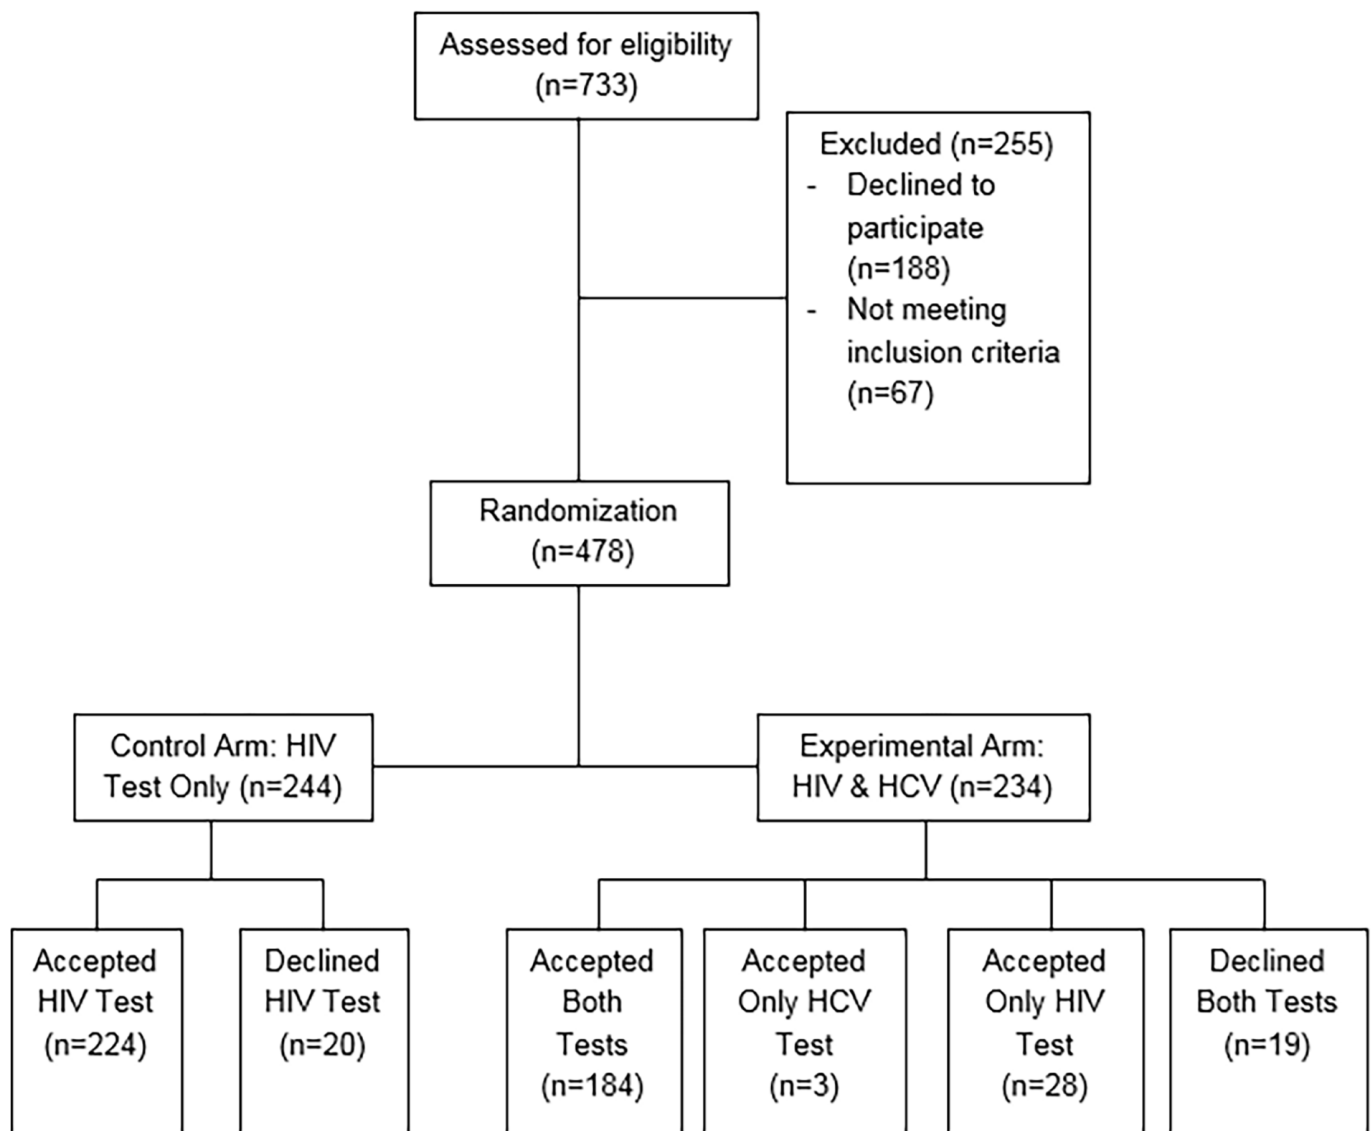 Assessed for eligibility
(n=733)
Excluded (n=255)
- Declined to
participate
(n=188)
- Not meeting
inclusion criteria
(n=67)
Randomization
(n=478)
Control Arm: HIV
Test Only (n=244)
Experimental Arm:
HIV & HCV (n=234)
Accepted
HIV Test
(n=224)
Declined
HIV Test
(n=20)
Accepted
Both
Tests
(n=184)
Accepted
Only HCV
Test
(n=3)
Accepted
Only HIV
Test
(n=28)
Declined
Both Tests
(n=19)